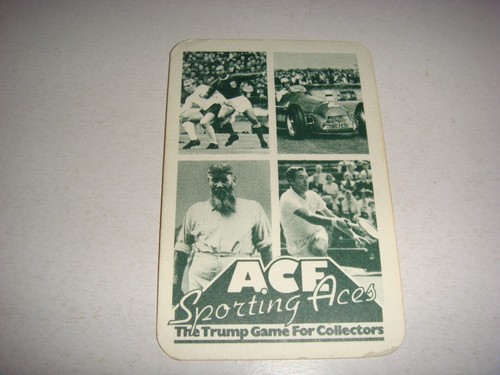 ACE
Sporting Aces
The Trump Game For Collectors